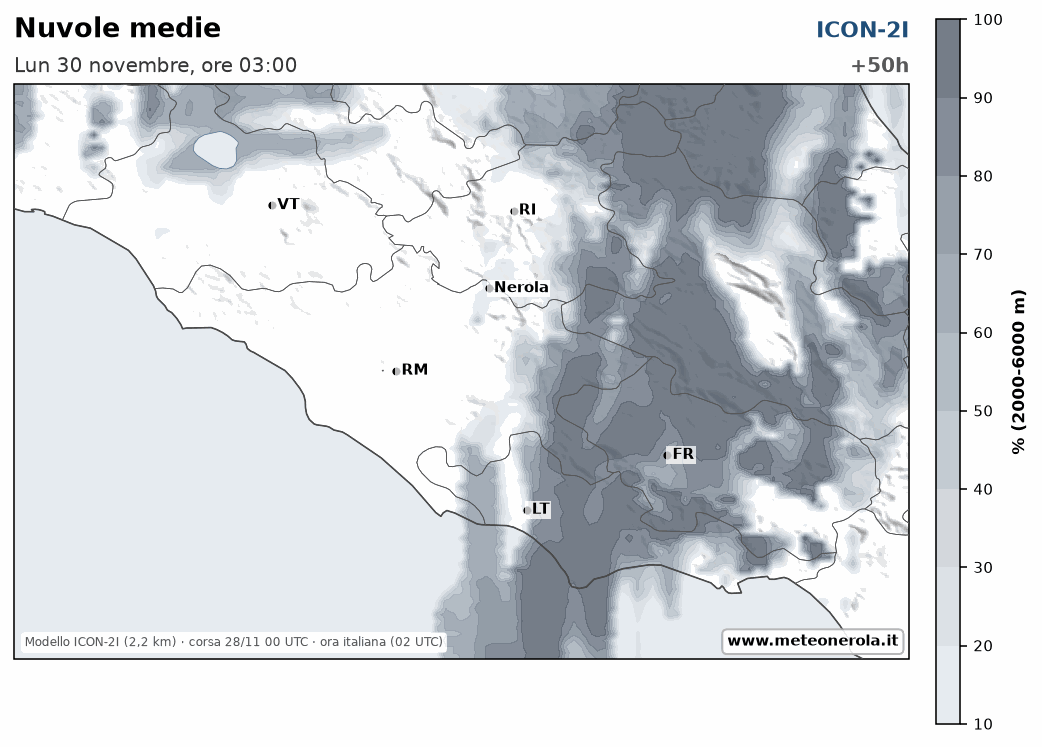 Nuvole medie
ICON-2I
Lun 30 novembre, ore 03:00
+50h
VT
RI
Nerola
RM
FR
LT
Modello ICON-2I (2,2 km) · corsa 28/11 00 UTC · ora italiana (02 UTC)
www.meteonerola.it
100
90
80
70
60
50
40
30
20
10
% (2000-6000 m)